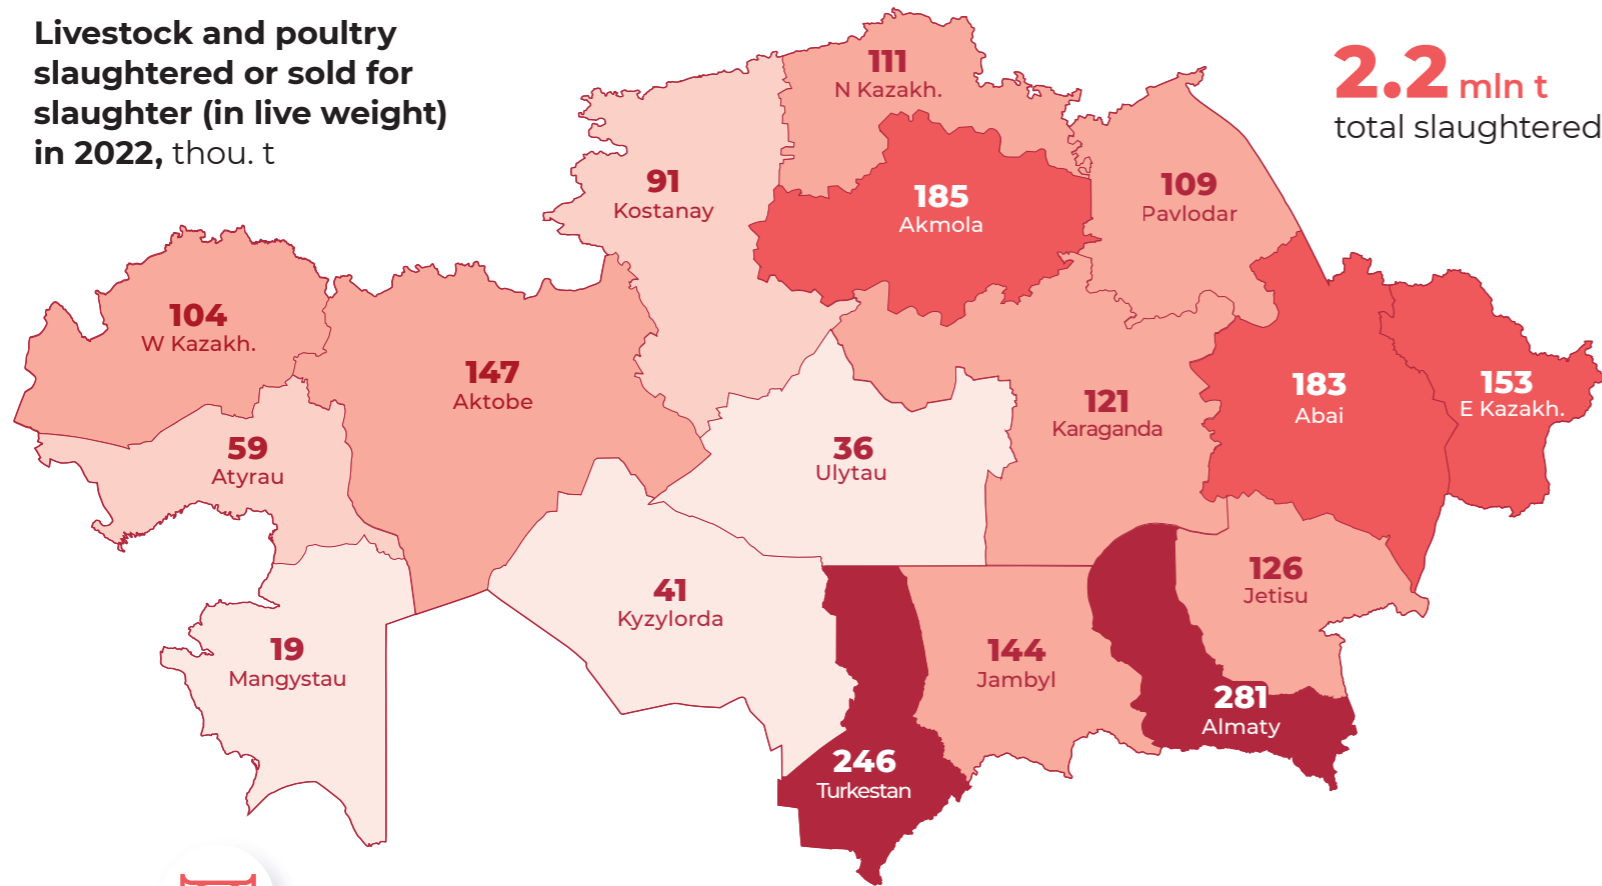 Livestock and poultry
slaughtered or sold for
slaughter (in live weight)
in 2022, thou. t
2.2 mln t
total slaughtered
111
N Kazakh.
91
Kostanay
185
Akmola
109
Pavlodar
104
W Kazakh.
147
Aktobe
183
Abai
153
E Kazakh.
121
Karaganda
59
Atyrau
36
Ulytau
126
Jetisu
41
Kyzylorda
19
Mangystau
144
Jambyl
281
Almaty
246
Turkestan